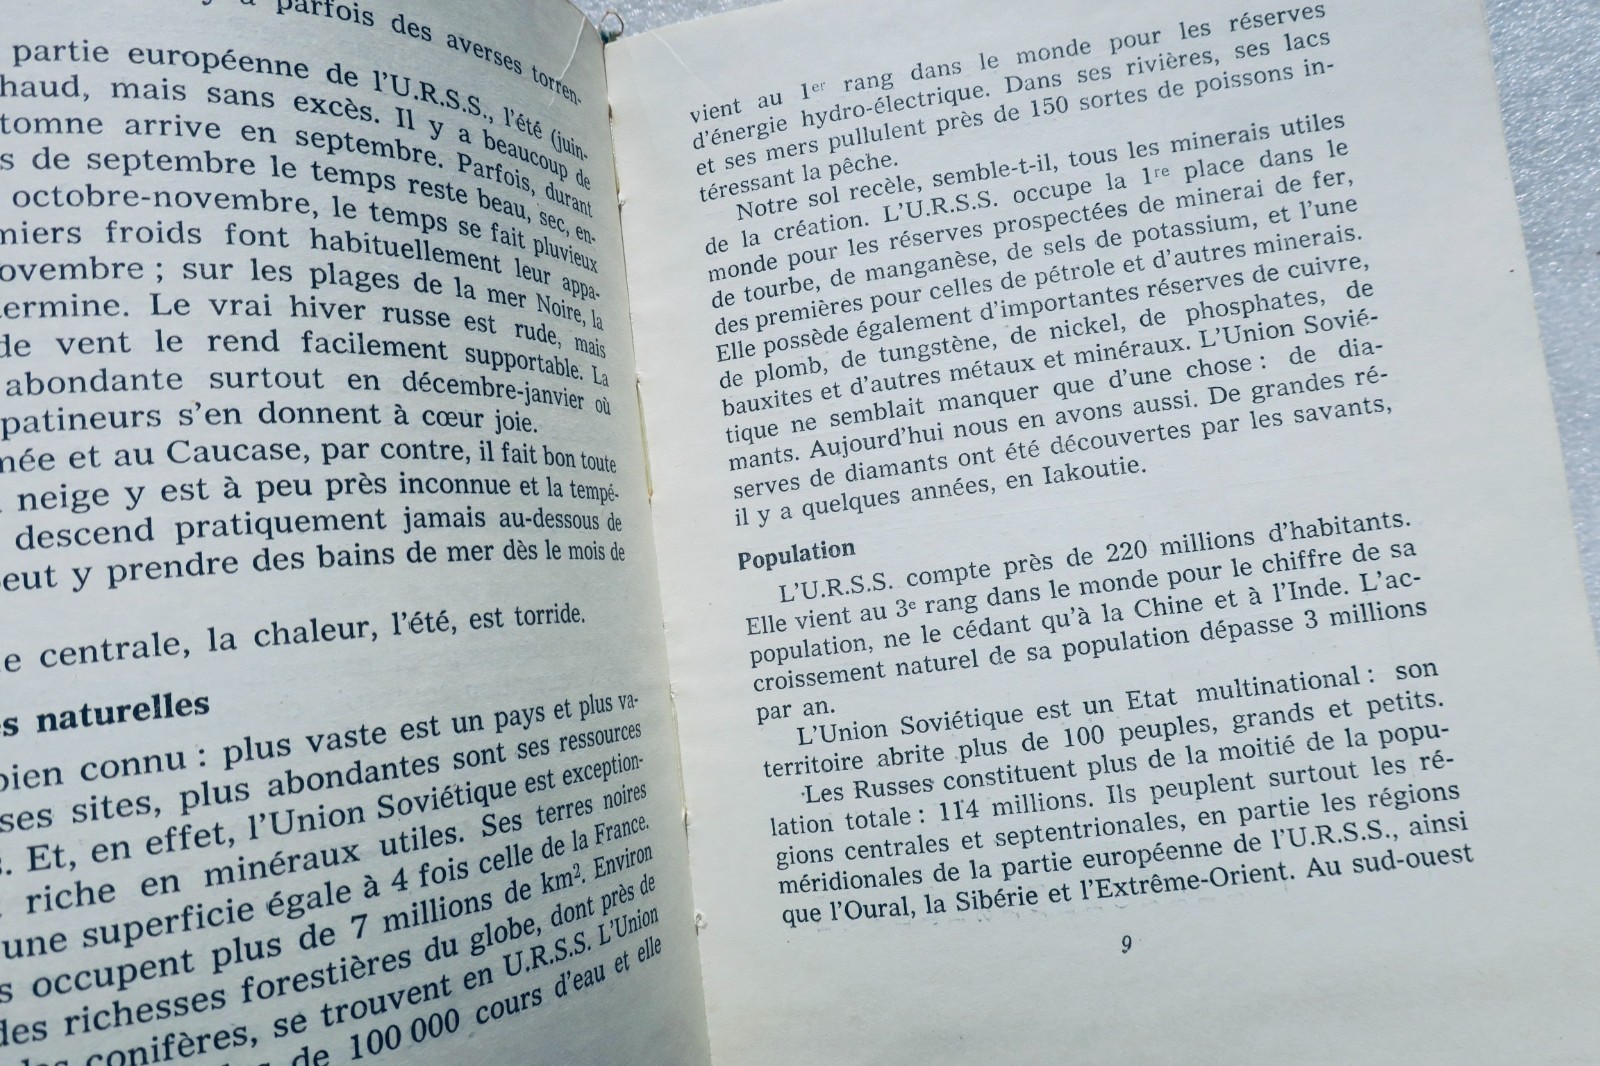 parfois des averses torren-
partie européenne de l'U.R.S.S., l'été (juin-
haud, mais sans excès. Il y a beaucoup de
tomne arrive en septembre. Parfois, durant
s de septembre le temps reste beau, sec, en-
octobre-novembre, le temps se fait pluvieux
miers froids font habituellement leur appa-
ovembre ; sur les plages de la mer Noire, la
ermine. Le vrai hiver russe est rude, mais
de vent le rend facilement supportable. La
abondante surtout en décembre-janvier où
patineurs s'en donnent à cœur joie.
mée et au Caucase, par contre, il fait bon toute
neige y est à peu près inconnue et la tempé-
descend pratiquement jamais au-dessous de
peut y prendre des bains de mer dès le mois de
e centrale, la chaleur, l'été, est torride.
es naturelles
bien connu : plus vaste est un pays et plus va-
ses sites, plus abondantes sont ses ressources
s. Et, en effet, l'Union Soviétique est exception-
riche en minéraux utiles. Ses terres noires
une superficie égale à 4 fois celle de la France.
s occupent plus de 7 millions de km². Environ
des richesses forestières du globe, dont près de
conifères, se trouvent en U.R.S.S. L'Union
de 100 000 cours d'eau et elle
vient au 1er rang dans le monde pour les réserves
d'énergie hydro-électrique. Dans ses rivières, ses lacs
et ses mers pullulent près de 150 sortes de poissons in-
téressant la pêche.
Notre sol recèle, semble-t-il, tous les minerais utiles
de la création. L'U.R.S.S. occupe la 1re place dans le
monde pour les réserves prospectées de minerai de fer,
de tourbe, de manganèse, de sels de potassium, et l'une
des premières pour celles de pétrole et d'autres minerais.
Elle possède également d'importantes réserves de cuivre,
de plomb, de tungstène, de nickel, de phosphates, de
bauxites et d'autres métaux et minéraux. L'Union Sovié-
tique ne semblait manquer que d'une chose : de dia-
mants. Aujourd'hui nous en avons aussi. De grandes ré-
serves de diamants ont été découvertes par les savants,
il y a quelques années, en Iakoutie.
Population
L'U.R.S.S. compte près de 220 millions d'habitants.
Elle vient au 3e rang dans le monde pour le chiffre de sa
population, ne le cédant qu'à la Chine et à l'Inde. L'ac-
croissement naturel de sa population dépasse 3 millions
par an.
L'Union Soviétique est un Etat multinational : son
territoire abrite plus de 100 peuples, grands et petits.
Les Russes constituent plus de la moitié de la popu-
lation totale : 114 millions. Ils peuplent surtout les ré-
gions centrales et septentrionales, en partie les régions
méridionales de la partie européenne de l'U.R.S.S., ainsi
que l'Oural, la Sibérie et l'Extrême-Orient. Au sud-ouest
9